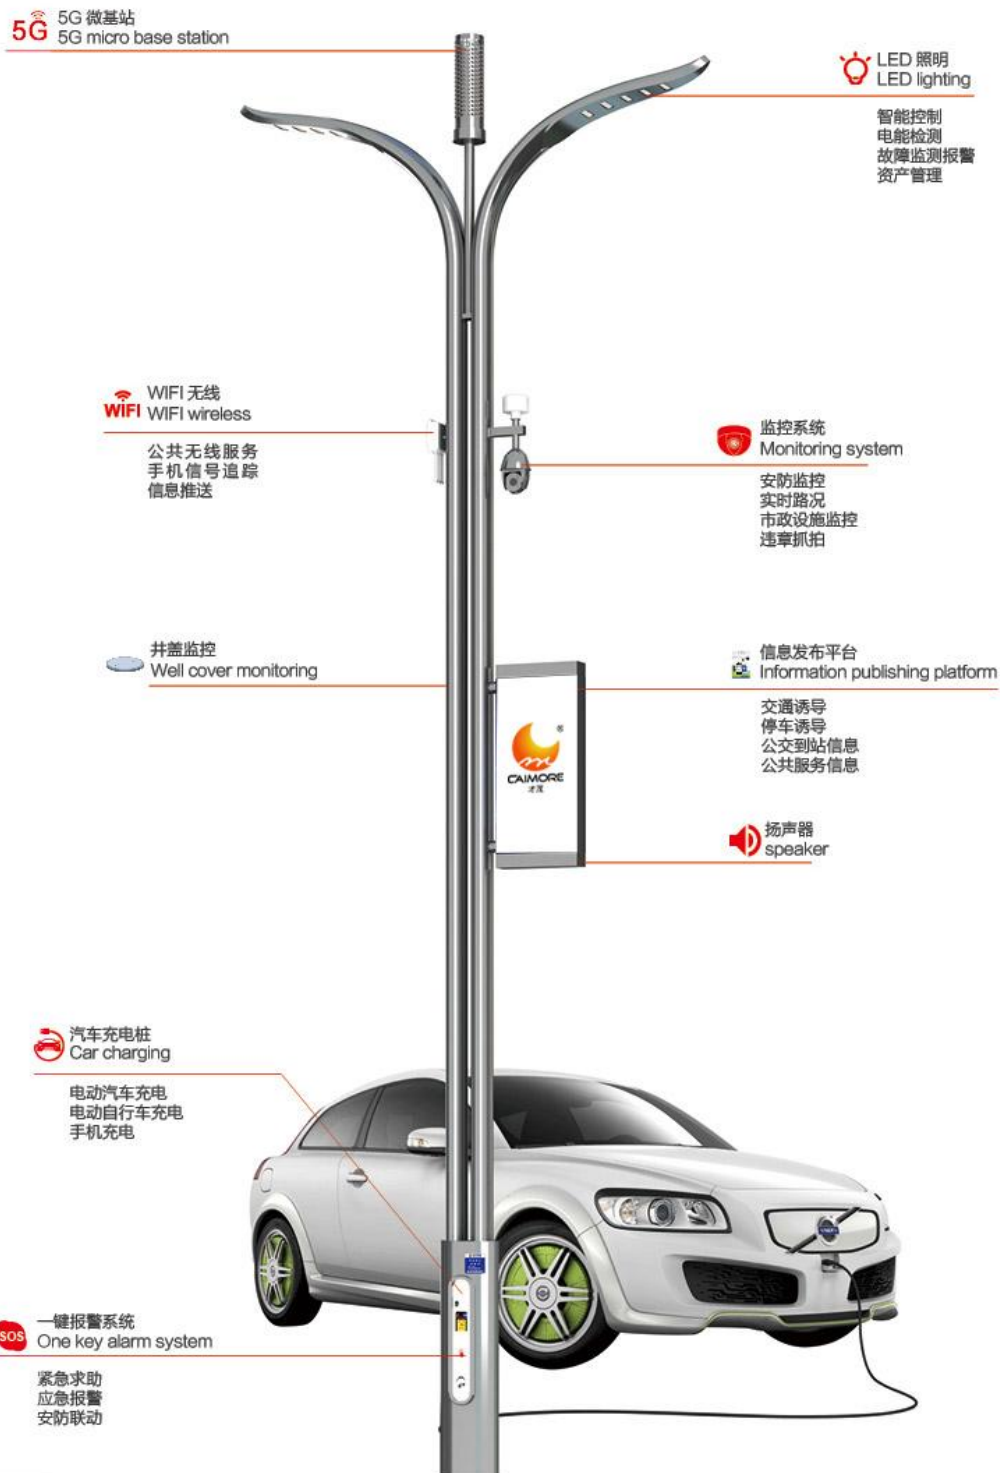 5G
5G 微基站
5G micro base station
LED 照明
LED lighting
智能控制
电能检测
故障监测报警
资产管理
WIFI
WIFI 无线
WIFI wireless
公共无线服务
手机信号追踪
信息推送
监控系统
Monitoring system
安防监控
实时路况
市政设施监控
违章抓拍
井盖监控
Well cover monitoring
信息发布平台
Information publishing platform
交通诱导
停车诱导
公交到站信息
公共服务信息
®
CAIMORE
才茂
扬声器
speaker
汽车充电桩
Car charging
电动汽车充电
电动自行车充电
手机充电
SOS
一键报警系统
One key alarm system
紧急求助
应急报警
安防联动